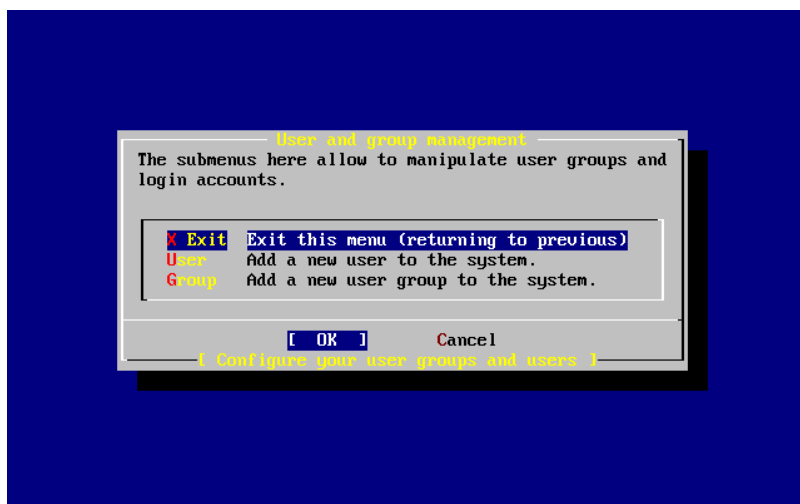 User and group management
The submenus here allow to manipulate user groups and
login accounts.
X Exit Exit this menu (returning to previous)
User Add a new user to the system.
Group Add a new user group to the system.
[ OK ] Cancel
[ Configure your user groups and users ]